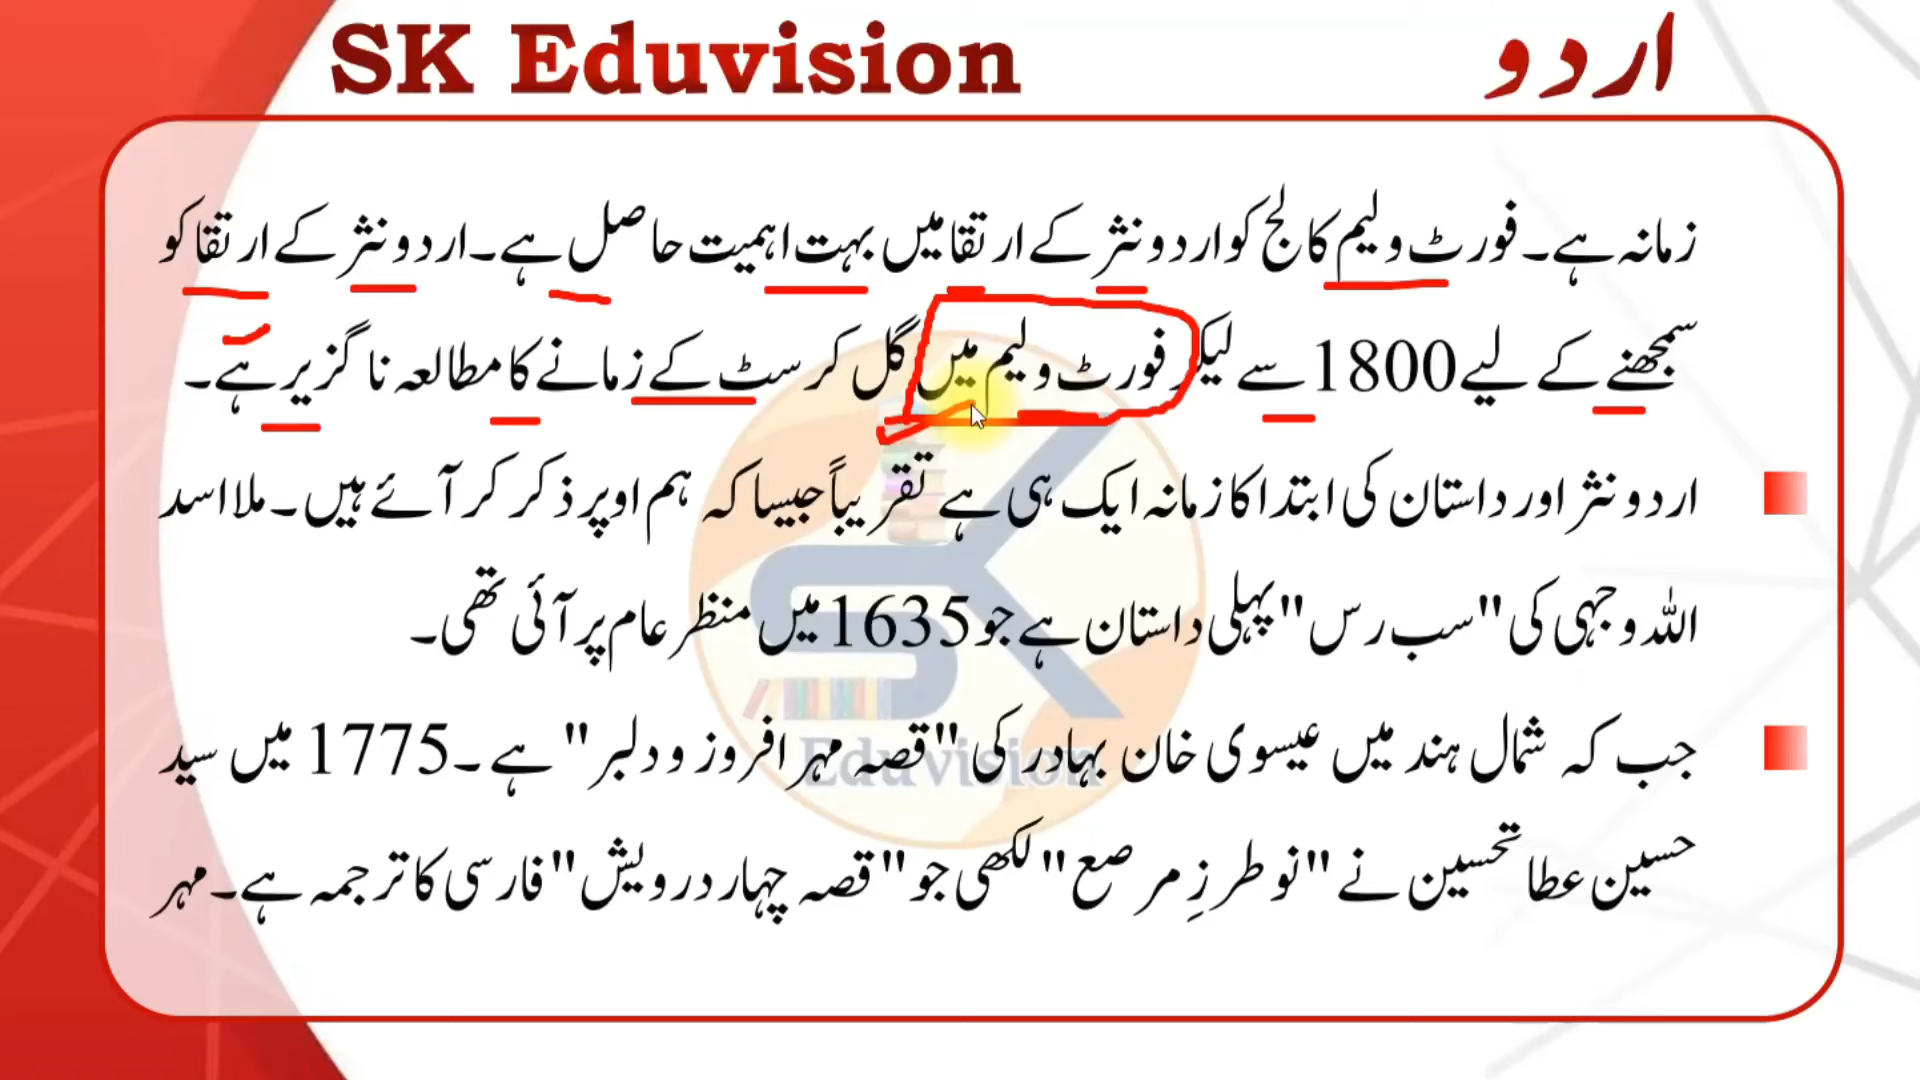 SK Eduvision
اردو
زمانہ ہے۔ فورٹ ولیم کالج کو اردو نثر کے ارتقا میں بہت اہمیت حاصل ہے۔ اردو نثر کے ارتقا کو
سمجھنے کے لیے 1800 سے لیکر فورٹ ولیم میں گل کرسٹ کے زمانے کا مطالعہ ناگزیر ہے۔
اردو نثر اور داستان کی ابتدا کا زمانہ ایک ہی ہے تقریباً جیسا کہ ہم اوپر ذکر کر آئے ہیں۔ ملا اسد
اللہ وجہی کی "سب رس" پہلی داستان ہے جو 1635 میں منظر عام پر آئی تھی۔
جب کہ شمال ہند میں عیسوی خان بہادر کی "قصہ مہر افروز و دلبر" ہے۔ 1775 میں سید
حسین عطا تحسین نے "نو طرزِ مرصع" لکھی جو "قصہ چہار درویش" فارسی کا ترجمہ ہے۔ مہر
Eduvision